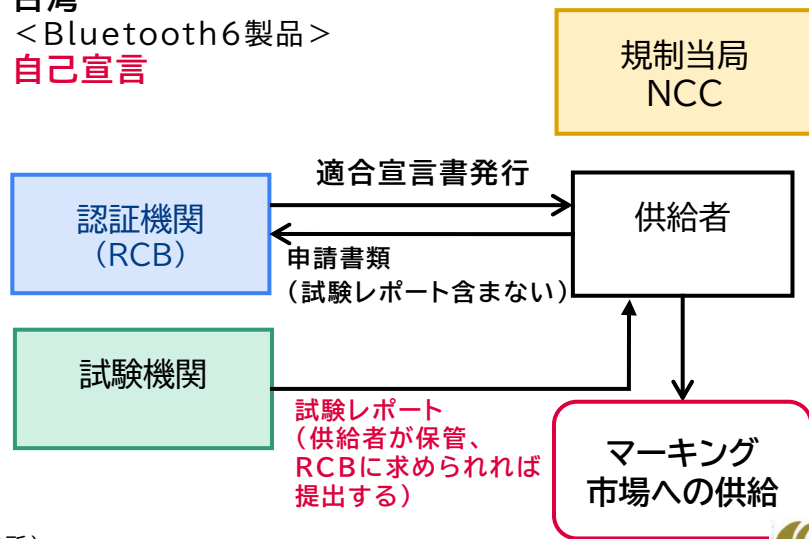 台湾
＜Bluetooth6製品＞
自己宣言
規制当局
NCC
適合宣言書発行
認証機関
（RCB）
供給者
申請書類
（試験レポート含まない）
試験機関
試験レポート
（供給者が保管、
RCBに求められれば
提出する）
マーキング
市場への供給